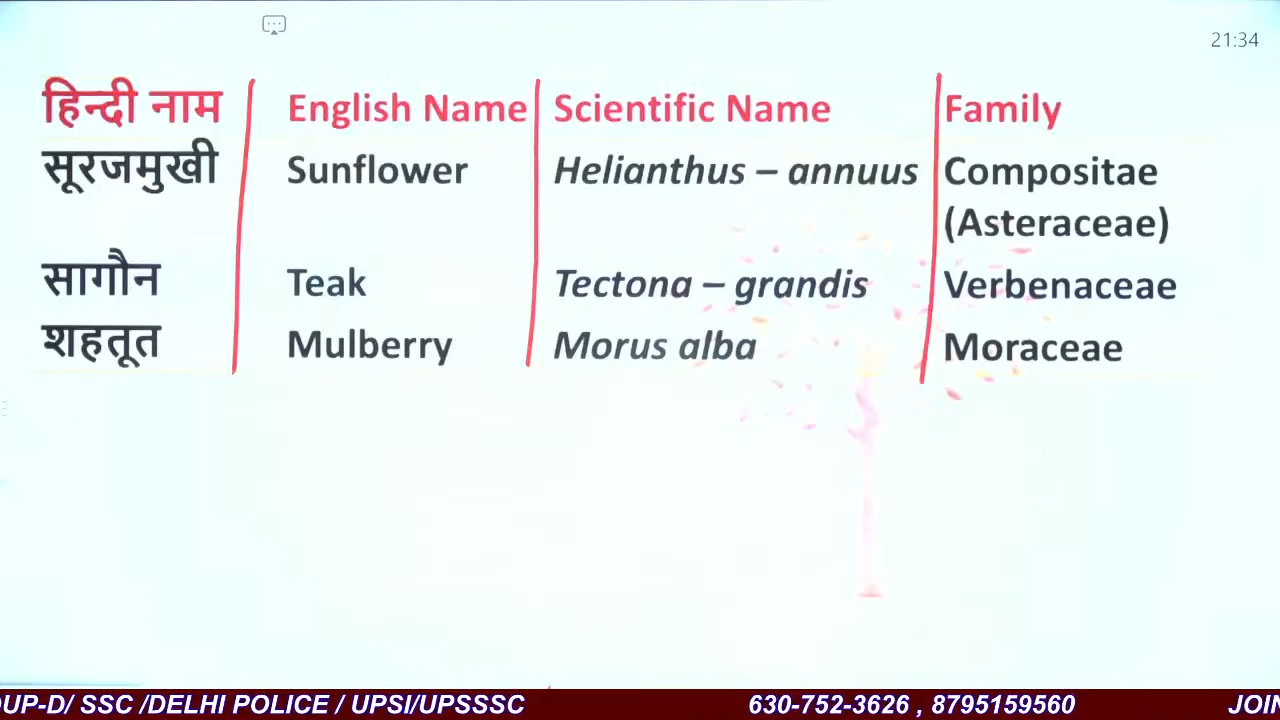 21:34
हिन्दी नाम English Name Scientific Name Family
सूरजमुखी Sunflower Helianthus – annuus Compositae
(Asteraceae)
सागौन Teak Tectona – grandis Verbenaceae
शहतूत Mulberry Morus alba Moraceae
OUP-D/ SSC /DELHI POLICE / UPSI/UPSSSC 630-752-3626 , 8795159560 JOIN